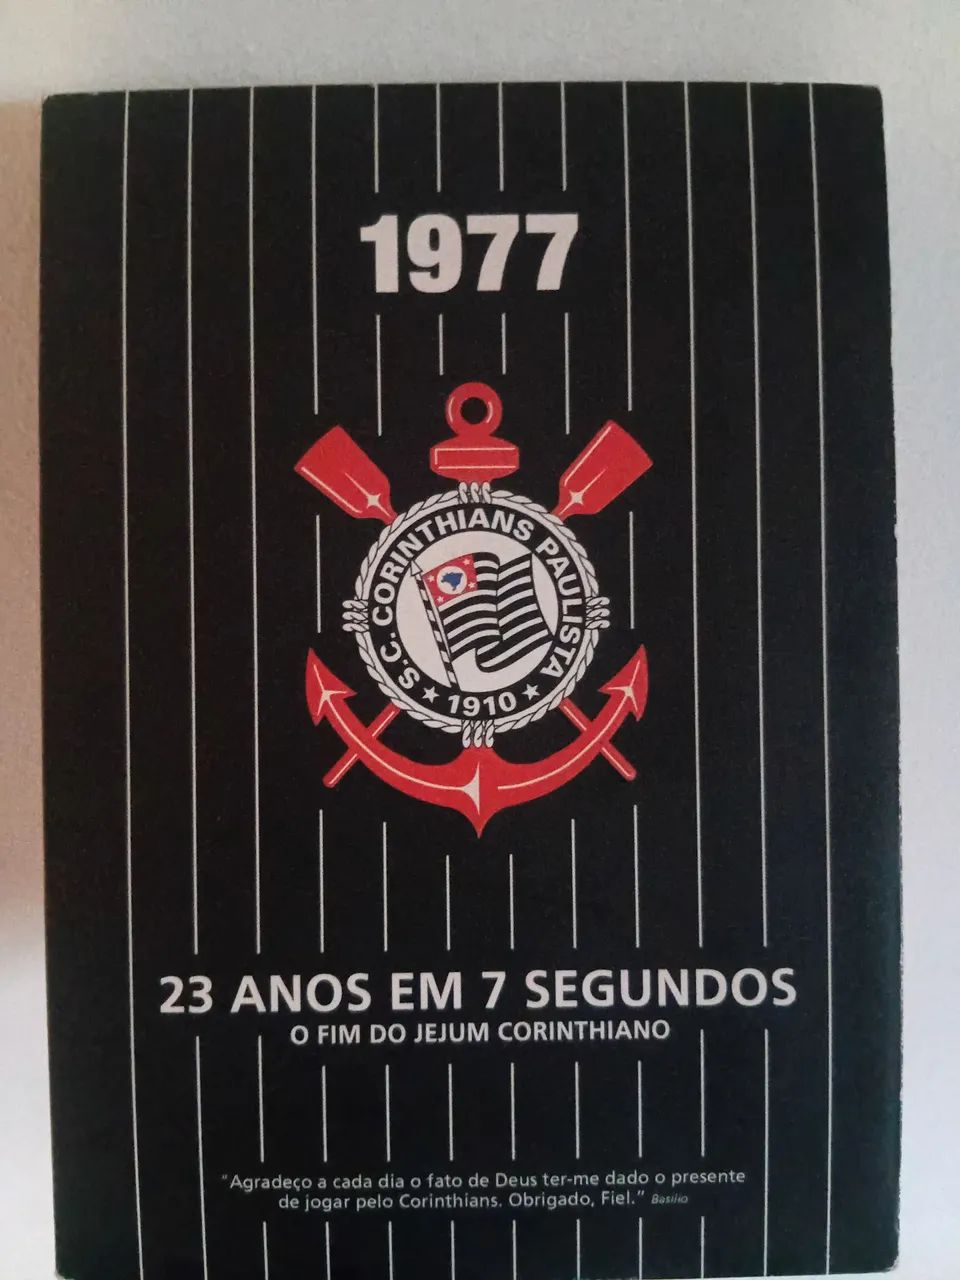 1977
S.C. CORINTHIANS PAULISTA
★ 1910 ★
23 ANOS EM 7 SEGUNDOS
O FIM DO JEJUM CORINTHIANO
"Agradeço a cada dia o fato de Deus ter-me dado o presente
de jogar pelo Corinthians. Obrigado, Fiel." Basílio